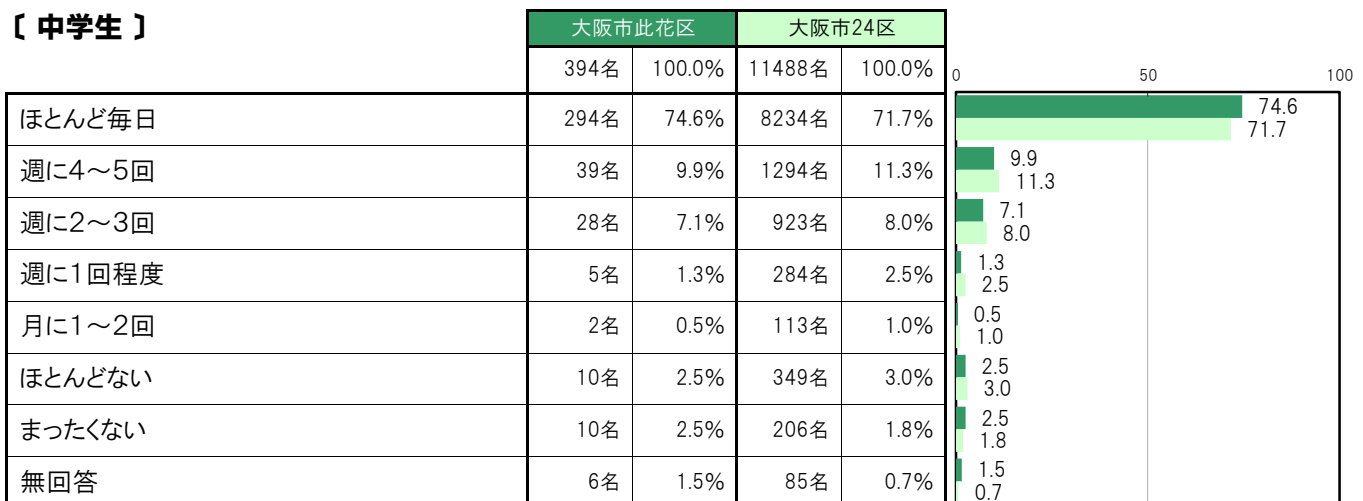 〔 中学生 〕
大阪市此花区 大阪市24区
394名 100.0% 11488名 100.0% 0 50 100
ほとんど毎日 294名 74.6% 8234名 71.7% 74.6
71.7
週に4～5回 39名 9.9% 1294名 11.3% 9.9
11.3
週に2～3回 28名 7.1% 923名 8.0% 7.1
8.0
週に1回程度 5名 1.3% 284名 2.5% 1.3
2.5
月に1～2回 2名 0.5% 113名 1.0% 0.5
1.0
ほとんどない 10名 2.5% 349名 3.0% 2.5
3.0
まったくない 10名 2.5% 206名 1.8% 2.5
1.8
無回答 6名 1.5% 85名 0.7% 1.5
0.7